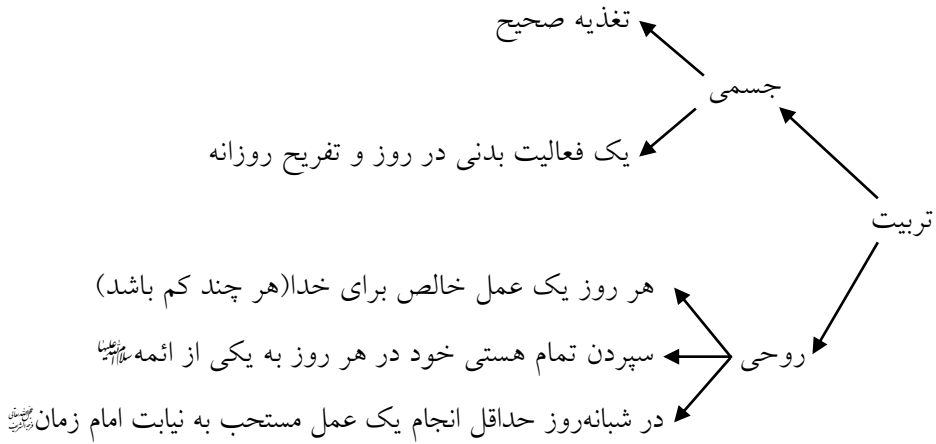 تغذیه صحیح
جسمی
یک فعالیت بدنی در روز و تفریح روزانه
تربیت
هر روز یک عمل خالص برای خدا(هر چند کم باشد)
روحی
سپردن تمام هستی خود در هر روز به یکی از ائمه
در شبانه‌روز حداقل انجام یک عمل مستحب به نیابت امام زمان